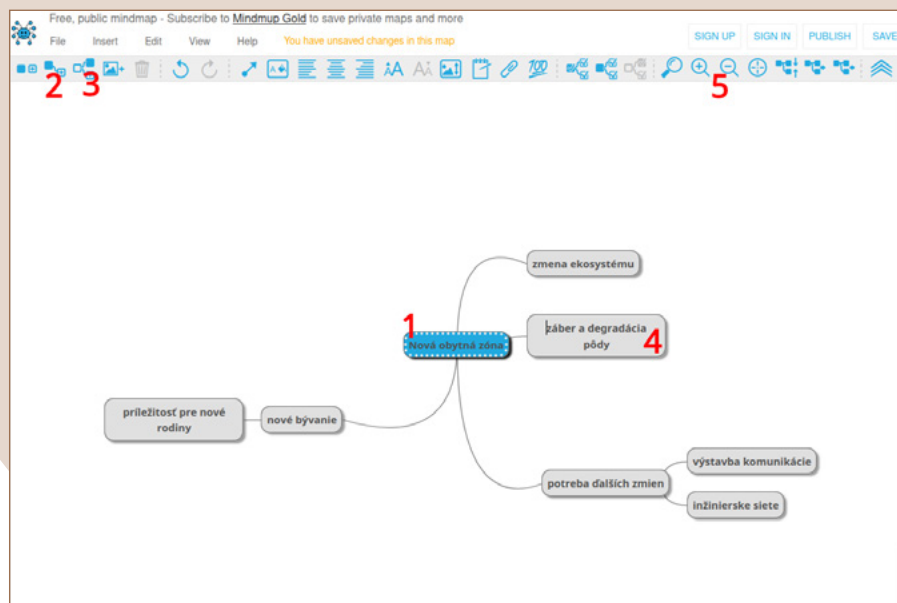 Free, public mindmap - Subscribe to Mindmup Gold to save private maps and more
File Insert Edit View Help You have unsaved changes in this map
SIGN UP SIGN IN PUBLISH SAVE
100
A
AA AA
2 3 5
zmena ekosystému
1
Nová obytná zóna
záber a degradácia
pôdy
4
príležitosť pre nové
rodiny
nové bývanie
výstavba komunikácie
potreba ďalších zmien
inžinierske siete